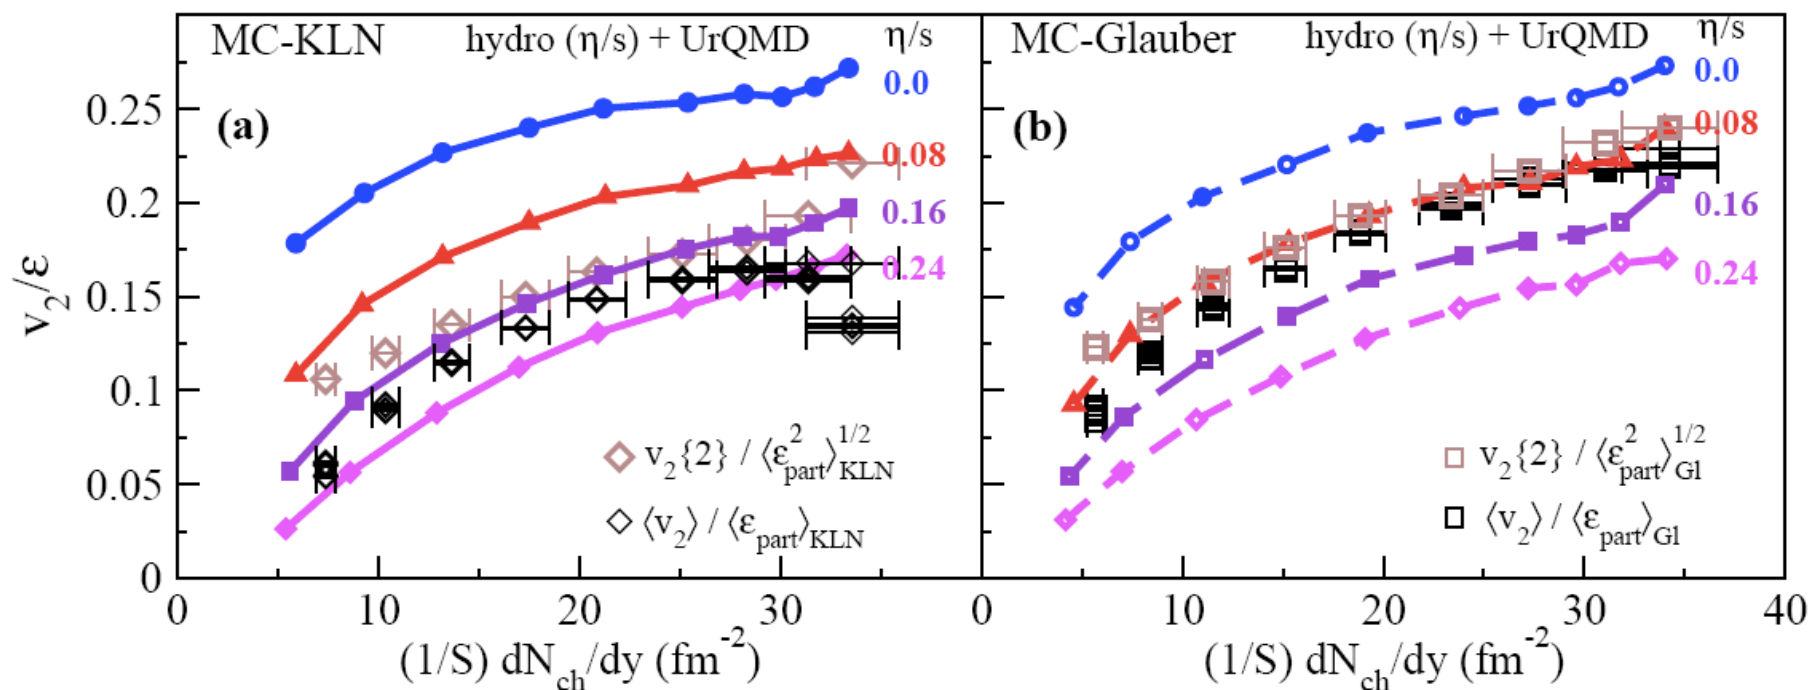 MC-KLN hydro (η/s) + UrQMD η/s
0.0
(a)
0.08
0.16
0.24
v₂{2} / ⟨ε²part⟩^1/2 KLN
⟨v₂⟩ / ⟨εpart⟩KLN
MC-Glauber hydro (η/s) + UrQMD η/s
0.0
(b)
0.08
0.16
0.24
v₂{2} / ⟨ε²part⟩^1/2 Gl
⟨v₂⟩ / ⟨εpart⟩Gl
v₂/ε
0.25
0.2
0.15
0.1
0.05
0
0 10 20 30 0 10 20 30 40
(1/S) dNch/dy (fm⁻²) (1/S) dNch/dy (fm⁻²)